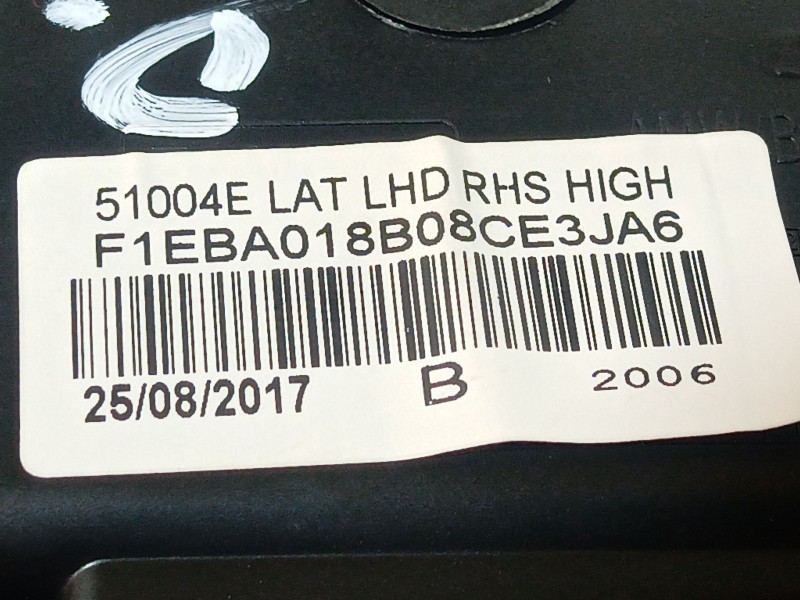 51004E LAT LHD RHS HIGH
F1EBA018B08CE3JA6
25/08/2017 B 2006